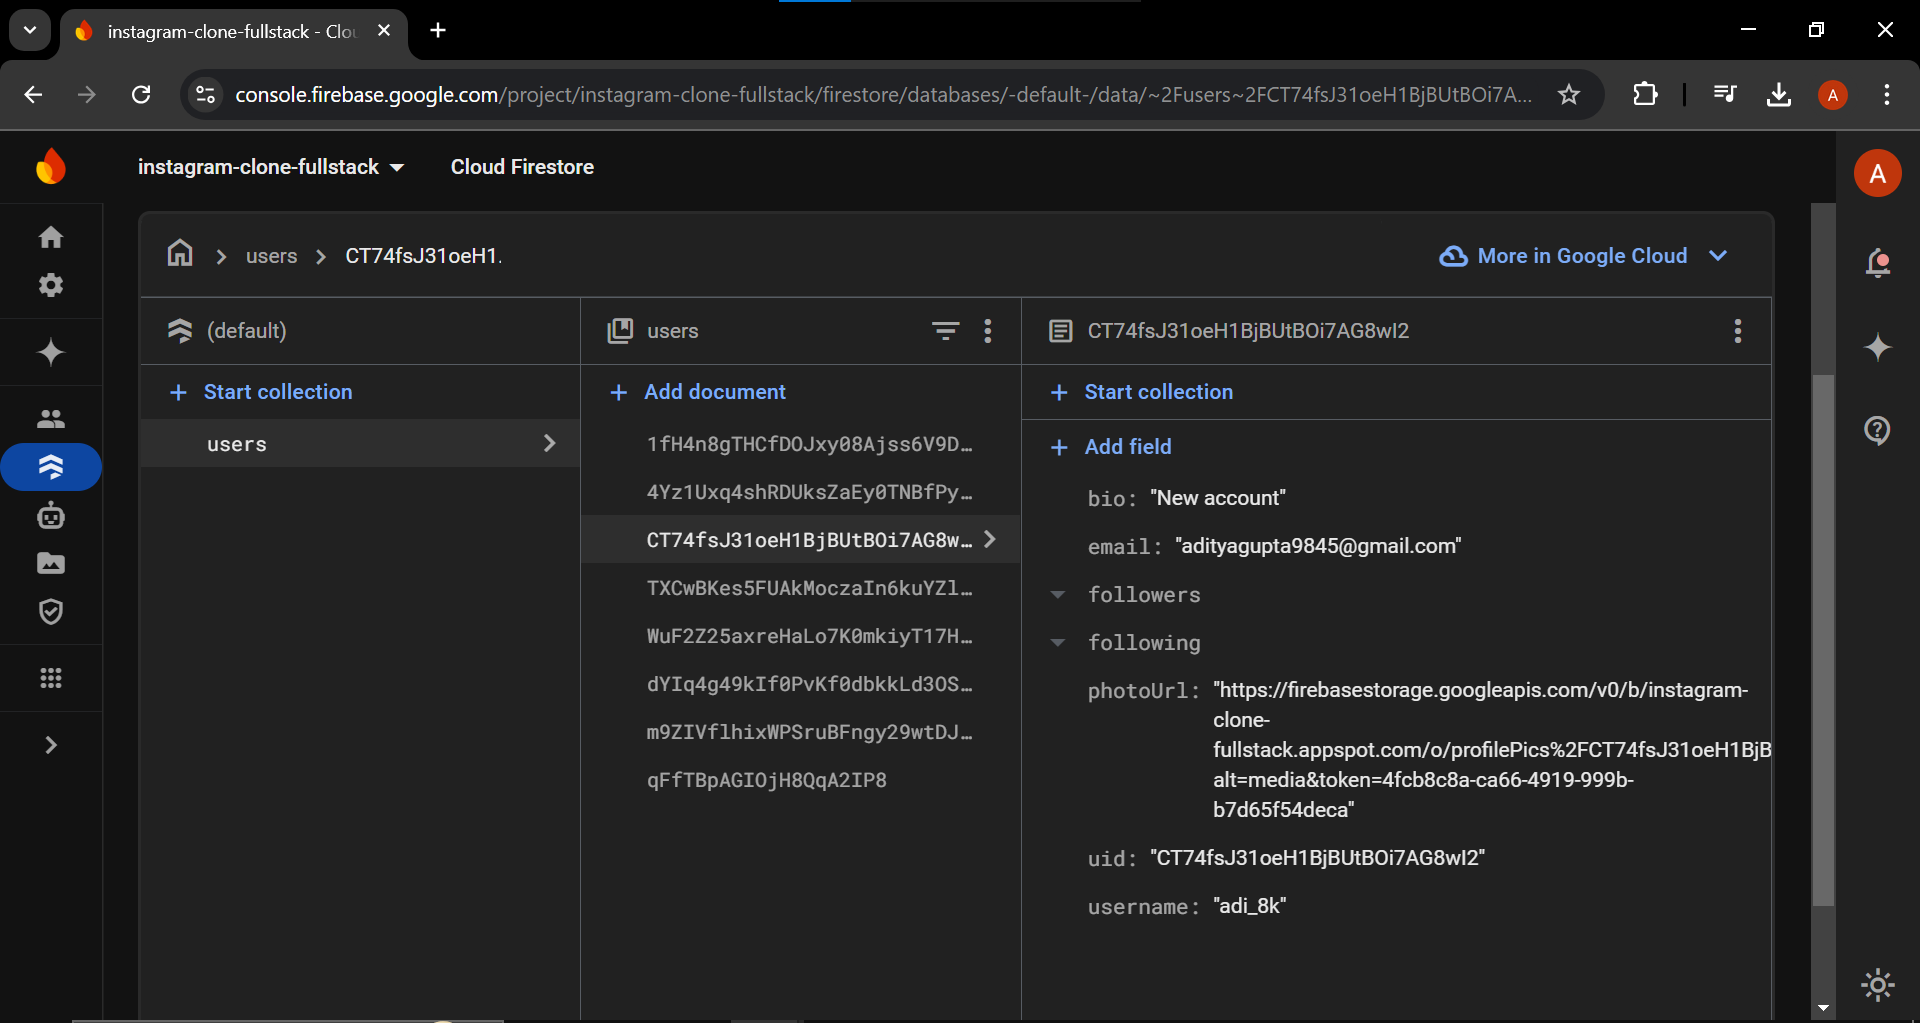 instagram-clone-fullstack - Clou
console.firebase.google.com/project/instagram-clone-fullstack/firestore/databases/-default-/data/~2Fusers~2FCT74fsJ31oeH1BjBUtBOi7A...
A
instagram-clone-fullstack
Cloud Firestore
A
users
CT74fsJ31oeH1.
More in Google Cloud
(default)
users
CT74fsJ31oeH1BjBUtBOi7AG8wI2
+ Start collection
+ Add document
+ Start collection
users
1fH4n8gTHCfDOJxy08Ajss6V9D…
+ Add field
4Yz1Uxq4shRDUksZaEy0TNBfPy…
CT74fsJ31oeH1BjBUtBOi7AG8w…
TXCwBKes5FUAkMoczaIn6kuYZl…
WuF2Z25axreHaLo7K0mkiyT17H…
dYIq4g49kIf0PvKf0dbkkLd3OS…
m9ZIVflhixWPSruBFngy29wtDJ…
qFfTBpAGIOjH8QqA2IP8
bio: "New account"
email: "adityagupta9845@gmail.com"
followers
following
photoUrl: "https://firebasestorage.googleapis.com/v0/b/instagram-
clone-
fullstack.appspot.com/o/profilePics%2FCT74fsJ31oeH1BjB
alt=media&token=4fcb8c8a-ca66-4919-999b-
b7d65f54deca"
uid: "CT74fsJ31oeH1BjBUtBOi7AG8wI2"
username: "adi_8k"